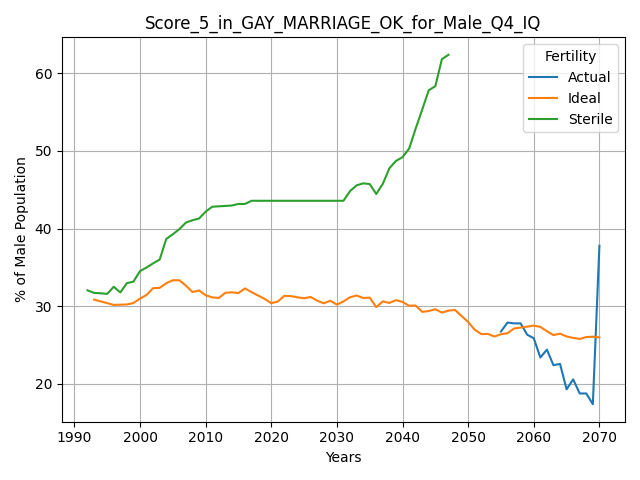 Score_5_in_GAY_MARRIAGE_OK_for_Male_Q4_IQ
Fertility
Actual
Ideal
Sterile
% of Male Population
60
50
40
30
20
1990 2000 2010 2020 2030 2040 2050 2060 2070
Years